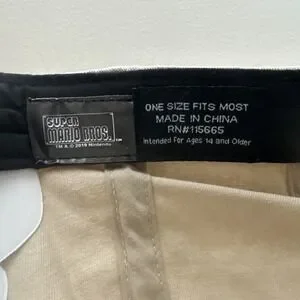 SUPER
MARIO BROS.™
TM & © 2019 Nintendo
ONE SIZE FITS MOST
MADE IN CHINA
RN#115665
Intended For Ages 14 and Older